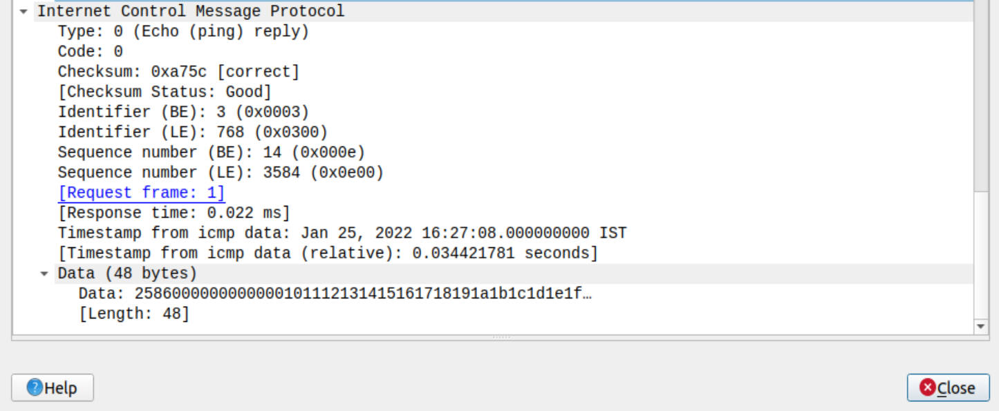 Internet Control Message Protocol
Type: 0 (Echo (ping) reply)
Code: 0
Checksum: 0xa75c [correct]
[Checksum Status: Good]
Identifier (BE): 3 (0x0003)
Identifier (LE): 768 (0x0300)
Sequence number (BE): 14 (0x000e)
Sequence number (LE): 3584 (0x0e00)
[Request frame: 1]
[Response time: 0.022 ms]
Timestamp from icmp data: Jan 25, 2022 16:27:08.000000000 IST
[Timestamp from icmp data (relative): 0.034421781 seconds]
Data (48 bytes)
Data: 258600000000000010111213141516171819​1a1b1c1d1e1f…
[Length: 48]
Help
Close